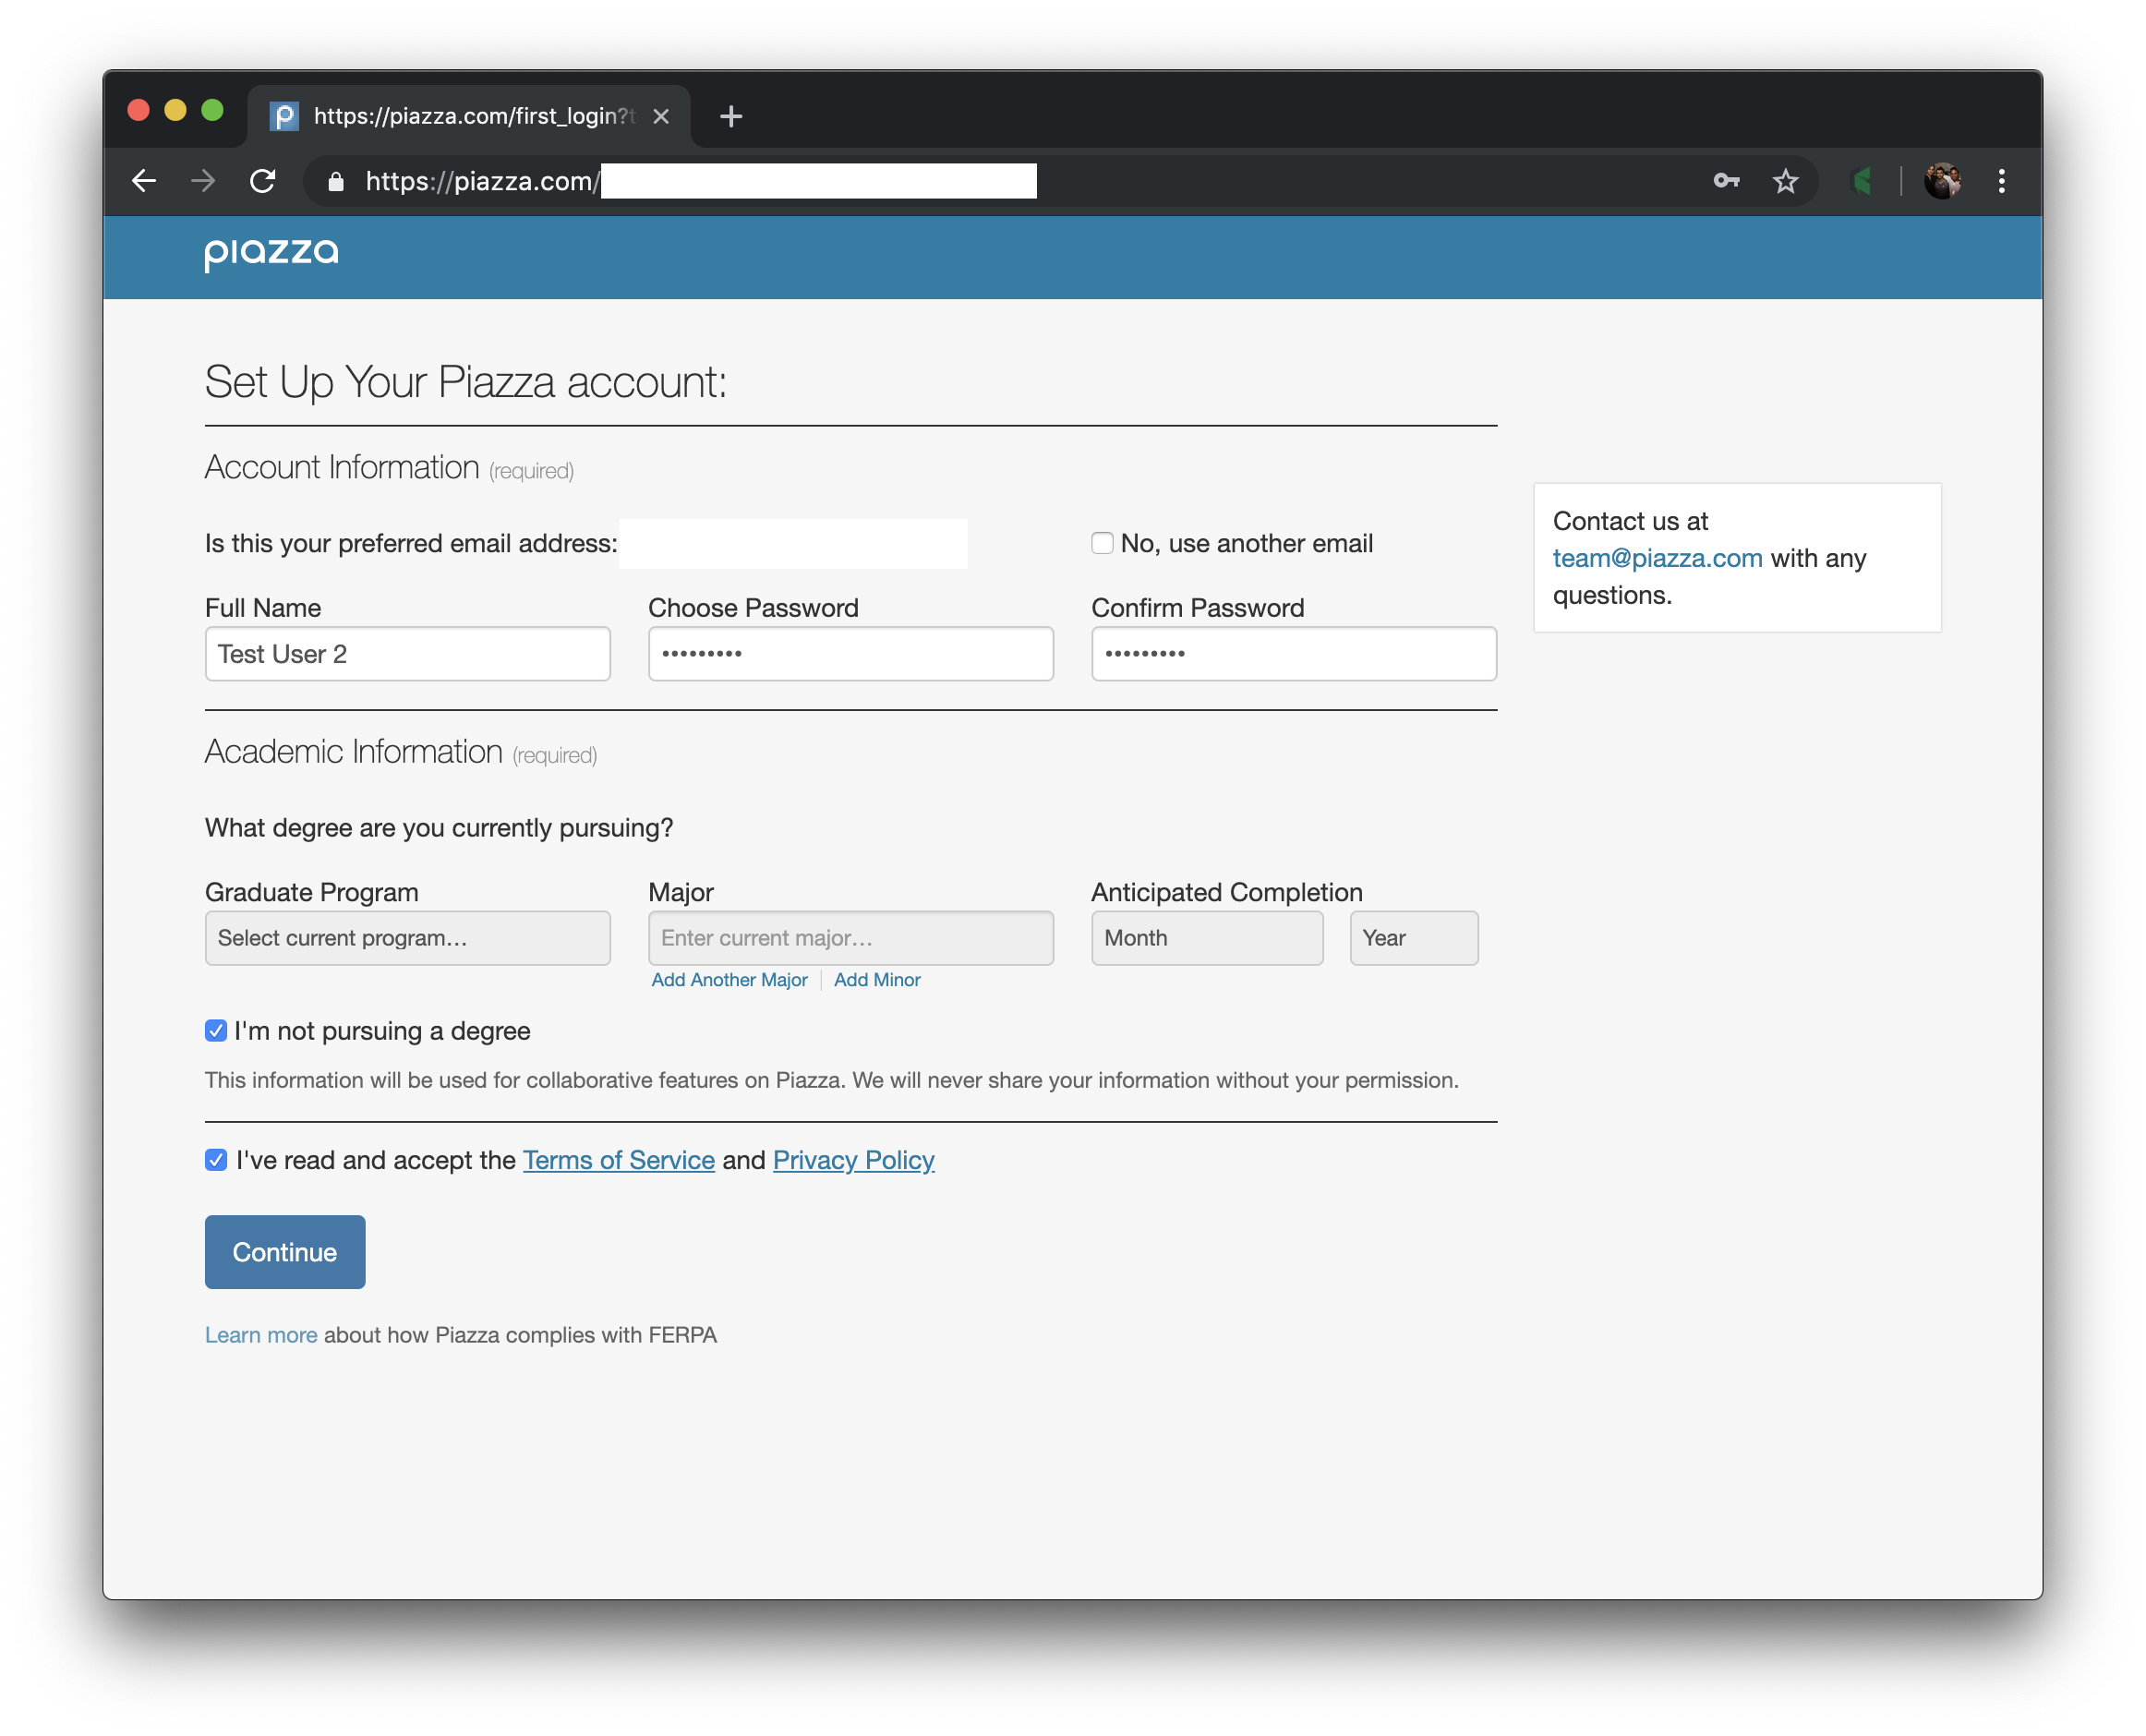 https://piazza.com/first_login?t
https://piazza.com/
piazza
Set Up Your Piazza account:
Account Information (required)
Is this your preferred email address:
No, use another email
Contact us at
team@piazza.com with any
questions.
Full Name
Choose Password
Confirm Password
Test User 2
•••••••••
•••••••••
Academic Information (required)
What degree are you currently pursuing?
Graduate Program
Major
Anticipated Completion
Select current program...
Enter current major...
Month
Year
Add Another Major
Add Minor
I'm not pursuing a degree
This information will be used for collaborative features on Piazza. We will never share your information without your permission.
I've read and accept the Terms of Service and Privacy Policy
Continue
Learn more about how Piazza complies with FERPA